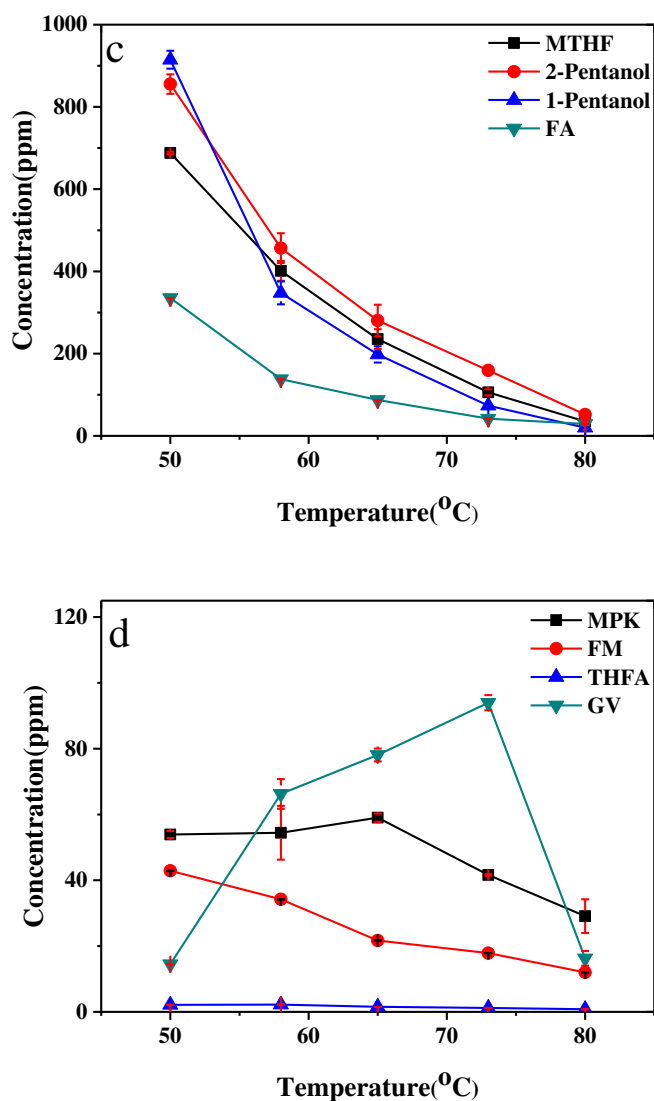 c
MTHF
2-Pentanol
1-Pentanol
FA
1000
800
600
400
200
0
Concentration(ppm)
50 60 70 80
Temperature(°C)
d
MPK
FM
THFA
GV
120
80
40
0
Concentration(ppm)
50 60 70 80
Temperature(°C)